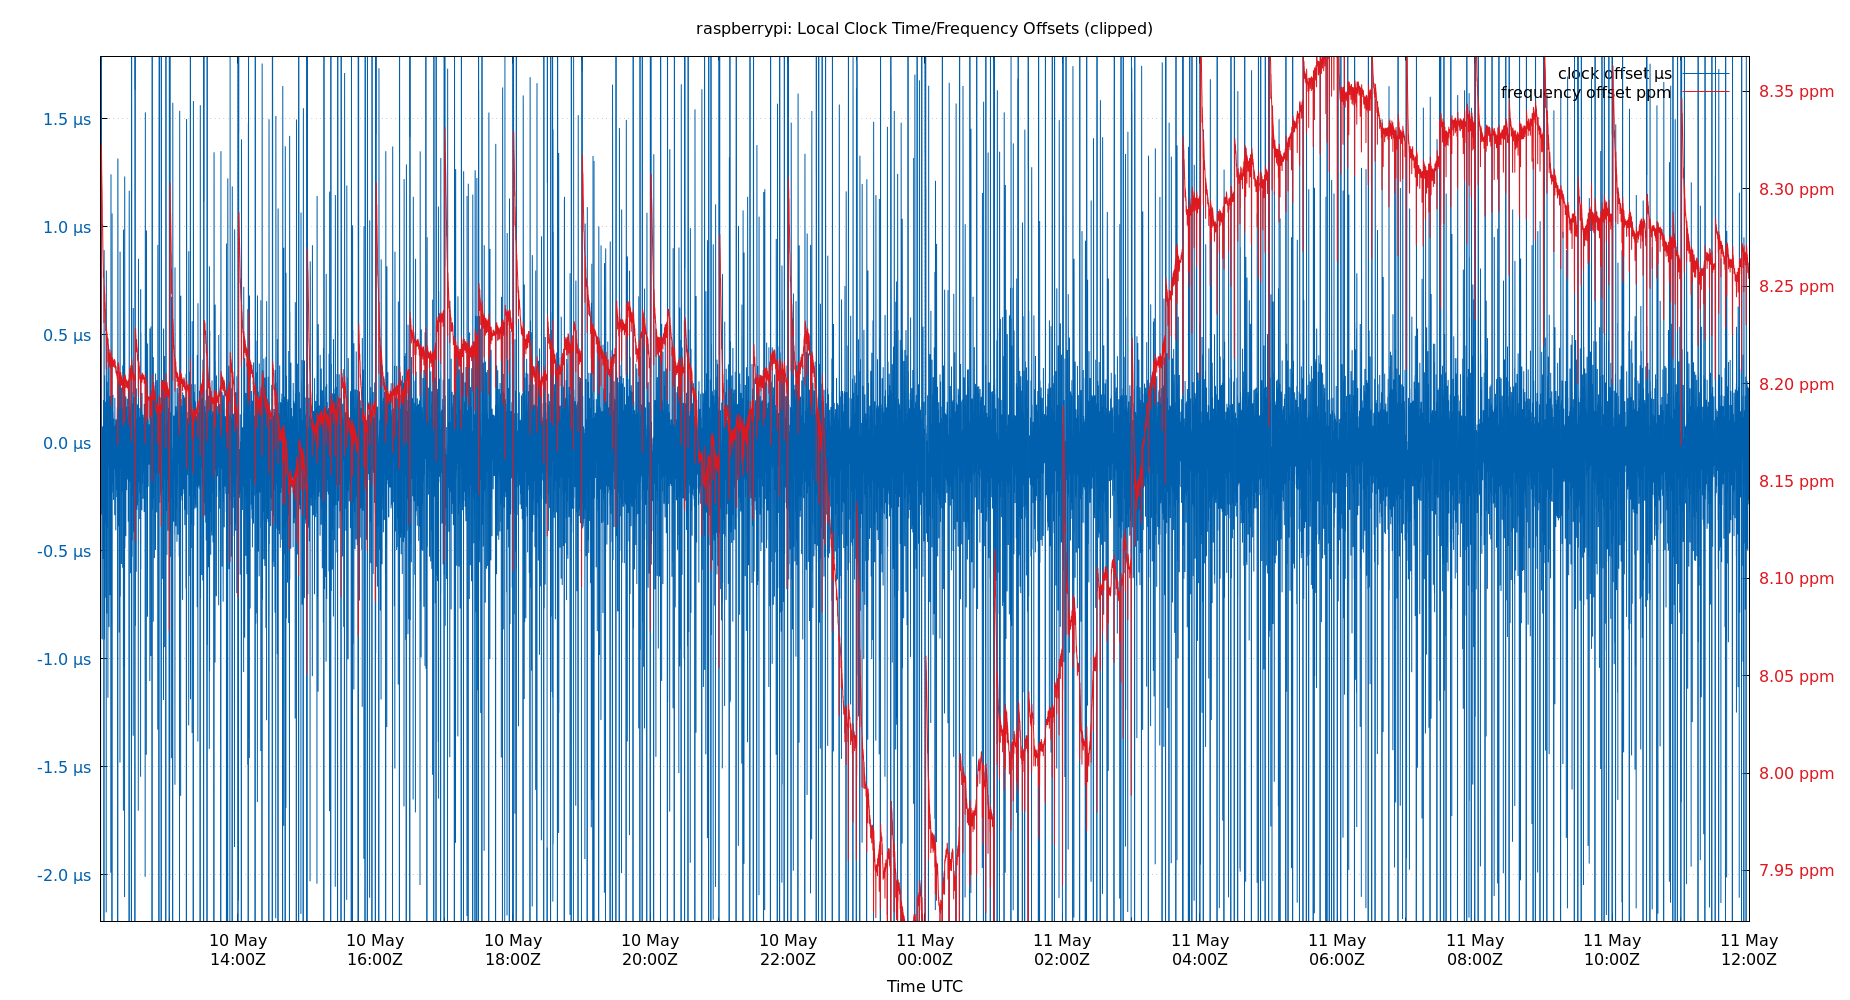 raspberrypi: Local Clock Time/Frequency Offsets (clipped)
clock offset µs
frequency offset ppm
1.5 µs
1.0 µs
0.5 µs
0.0 µs
-0.5 µs
-1.0 µs
-1.5 µs
-2.0 µs
8.35 ppm
8.30 ppm
8.25 ppm
8.20 ppm
8.15 ppm
8.10 ppm
8.05 ppm
8.00 ppm
7.95 ppm
10 May 10 May 10 May 10 May 10 May 11 May 11 May 11 May 11 May 11 May 11 May 11 May
14:00Z 16:00Z 18:00Z 20:00Z 22:00Z 00:00Z 02:00Z 04:00Z 06:00Z 08:00Z 10:00Z 12:00Z
Time UTC